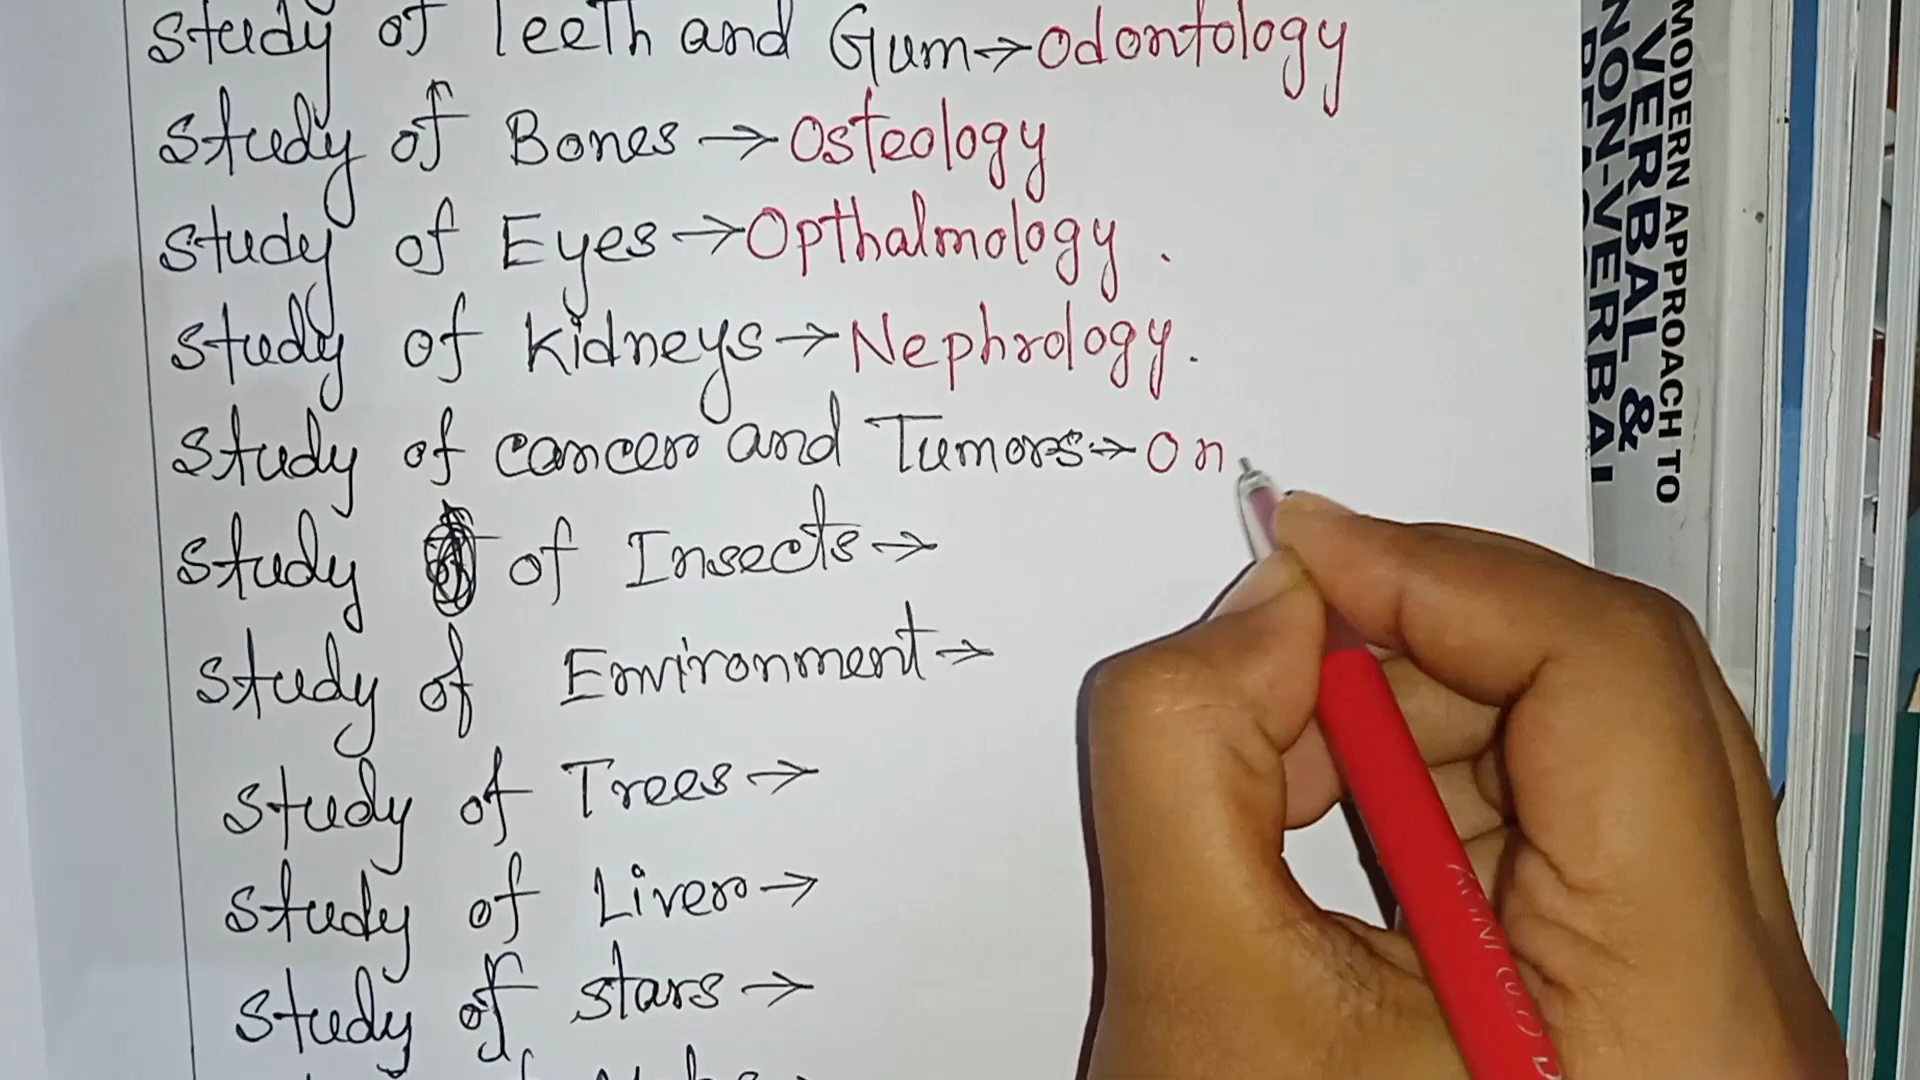 Study of Teeth and Gum→Odontology
Study of Bones → Osteology
Study of Eyes →Opthalmology .
Study of Kidneys → Nephrology.
Study of cancer and Tumors → On
Study of Insects →
Study of Environment →
Study of Trees →
Study of Liver →
Study of stars →
MODERN APPROACH TO
VERBAL &
NON-VERBAL